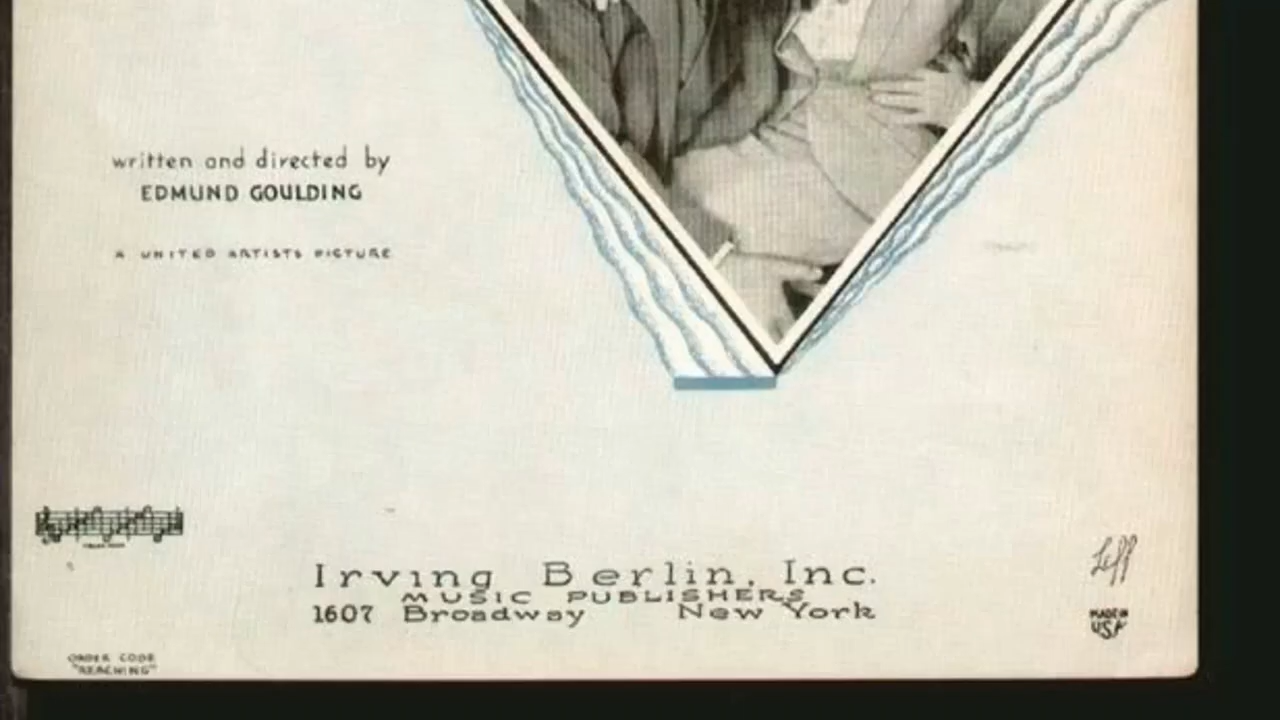 written and directed by
EDMUND GOULDING
A UNITED ARTISTS PICTURE
Irving Berlin, Inc.
MUSIC PUBLISHERS
1607 Broadway New York
Leff
MADE IN
USA
ORDER CODE
"REACHING"